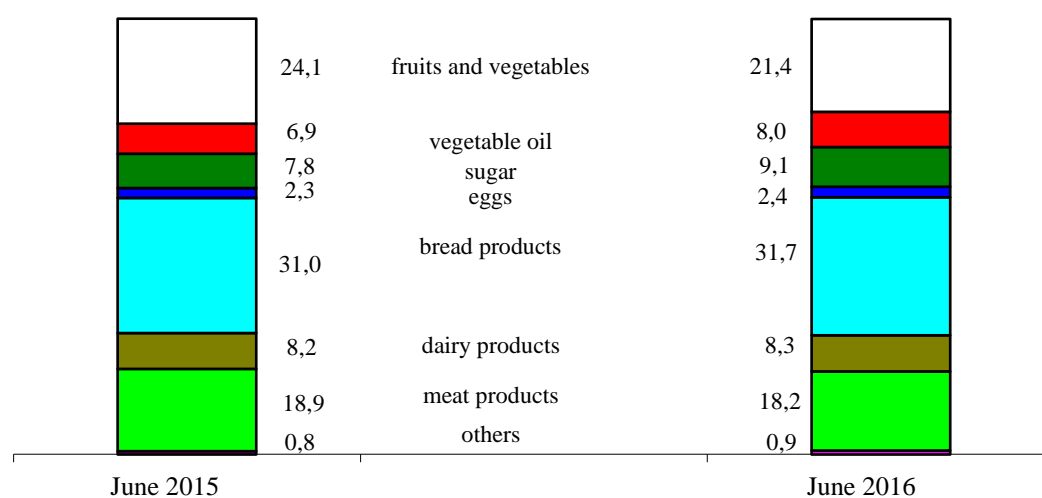 24,1 fruits and vegetables 21,4
6,9 vegetable oil 8,0
7,8 sugar 9,1
2,3 eggs 2,4
31,0 bread products 31,7
8,2 dairy products 8,3
18,9 meat products 18,2
0,8 others 0,9
June 2015 June 2016